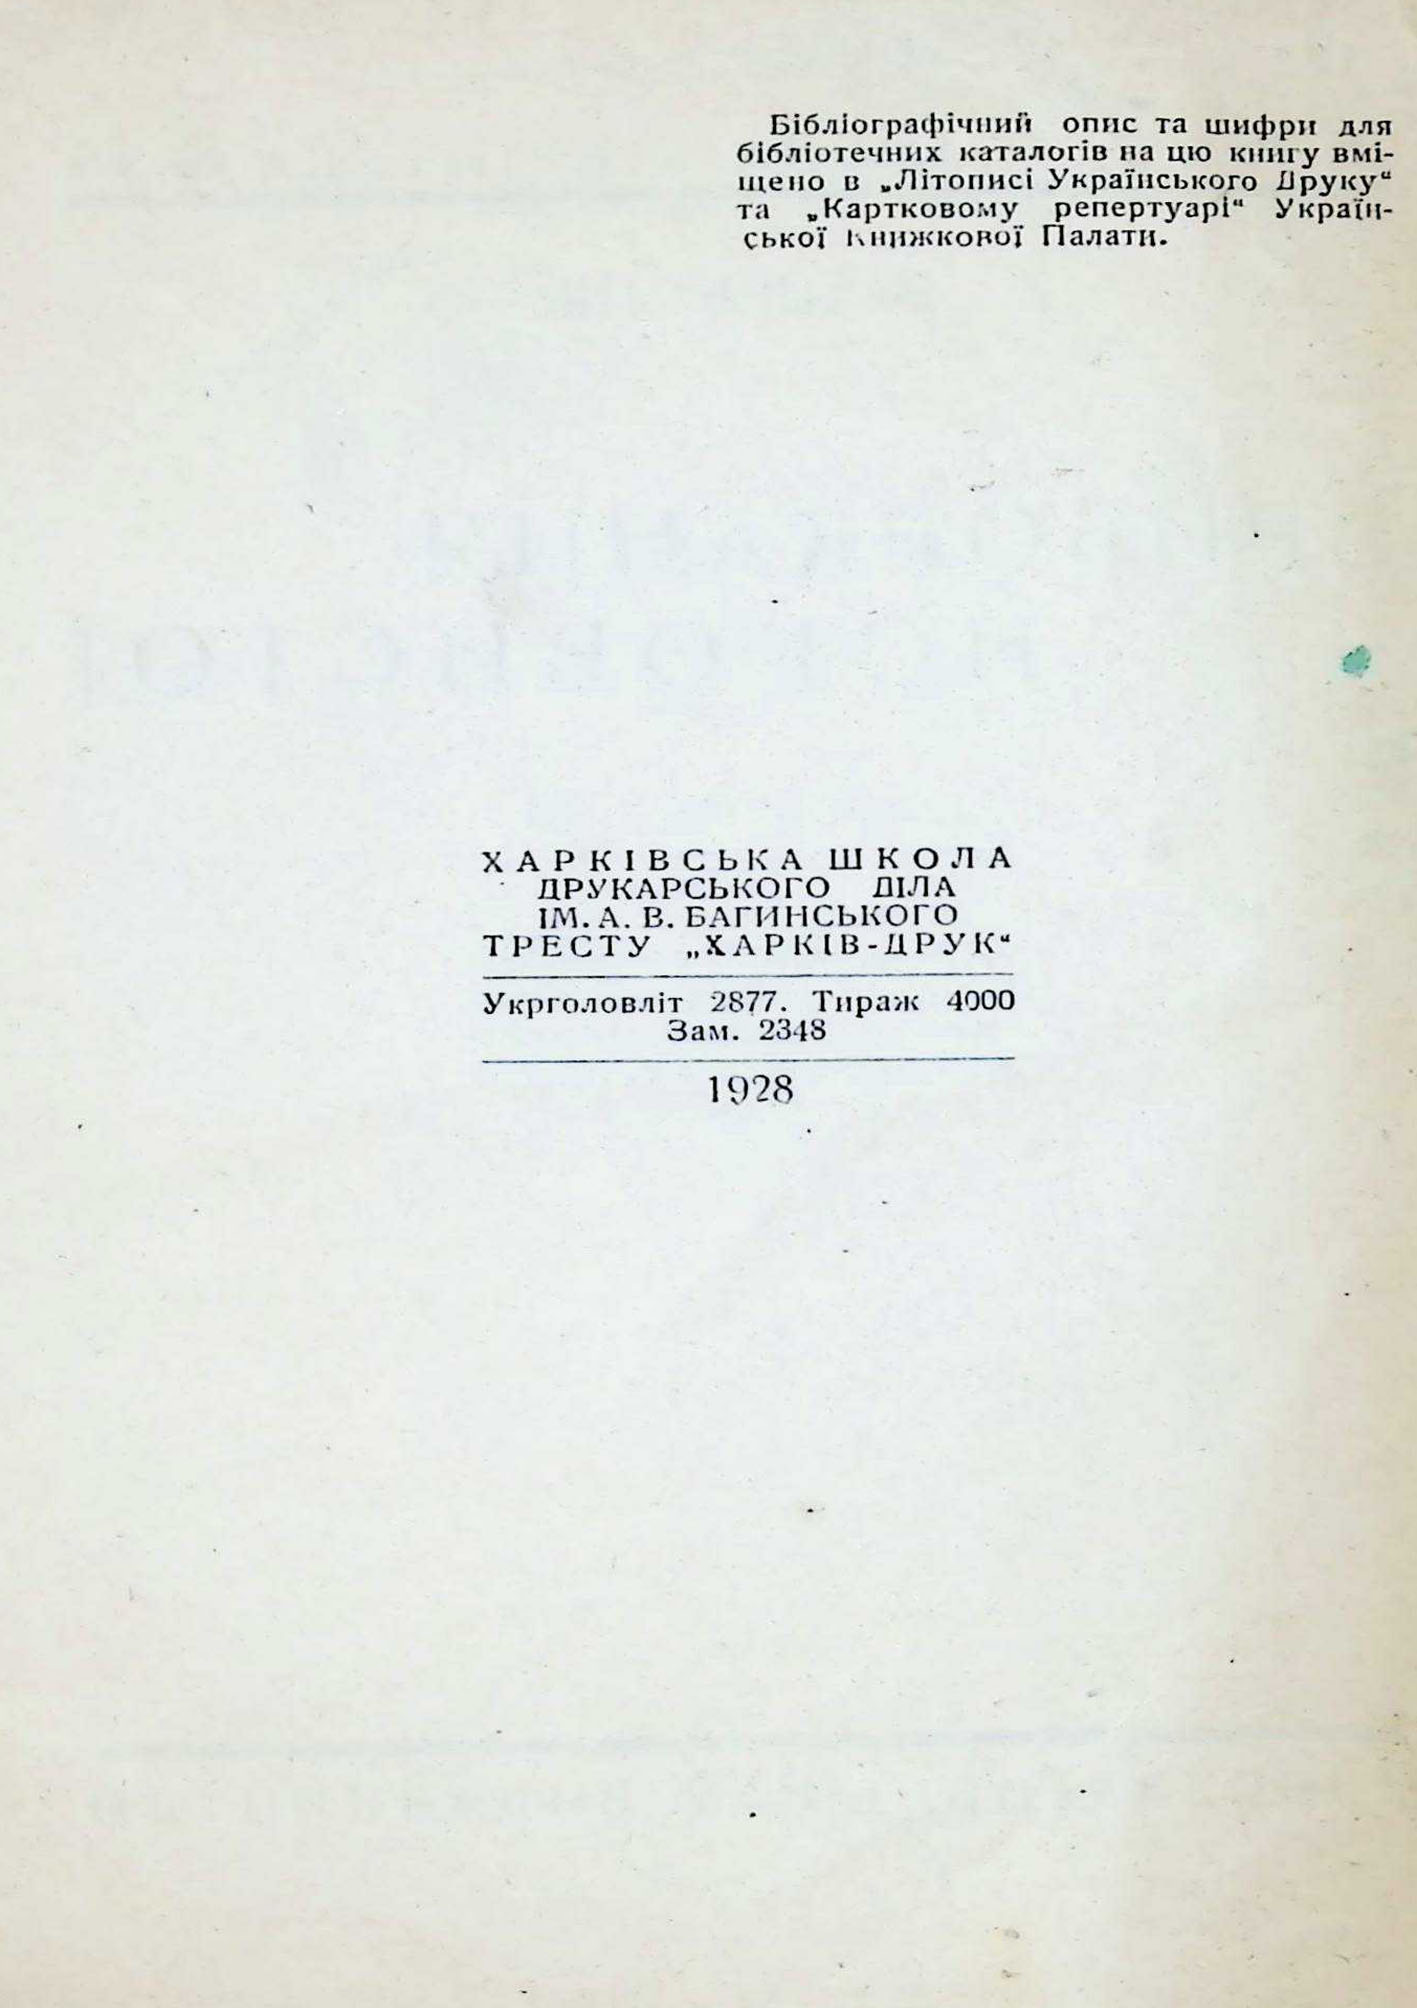 Бібліографічний опис та шифри для
бібліотечних каталогів на цю книгу вмі-
щено в „Літописі Українського Друку“
та „Картковому репертуарі“ Україн-
ської Книжкової Палати.
ХАРКІВСЬКА ШКОЛА
ДРУКАРСЬКОГО ДІЛА
ІМ. А. В. БАГИНСЬКОГО
ТРЕСТУ „ХАРКІВ-ДРУК“
Укрголовліт 2877. Тираж 4000
Зам. 2348
1928